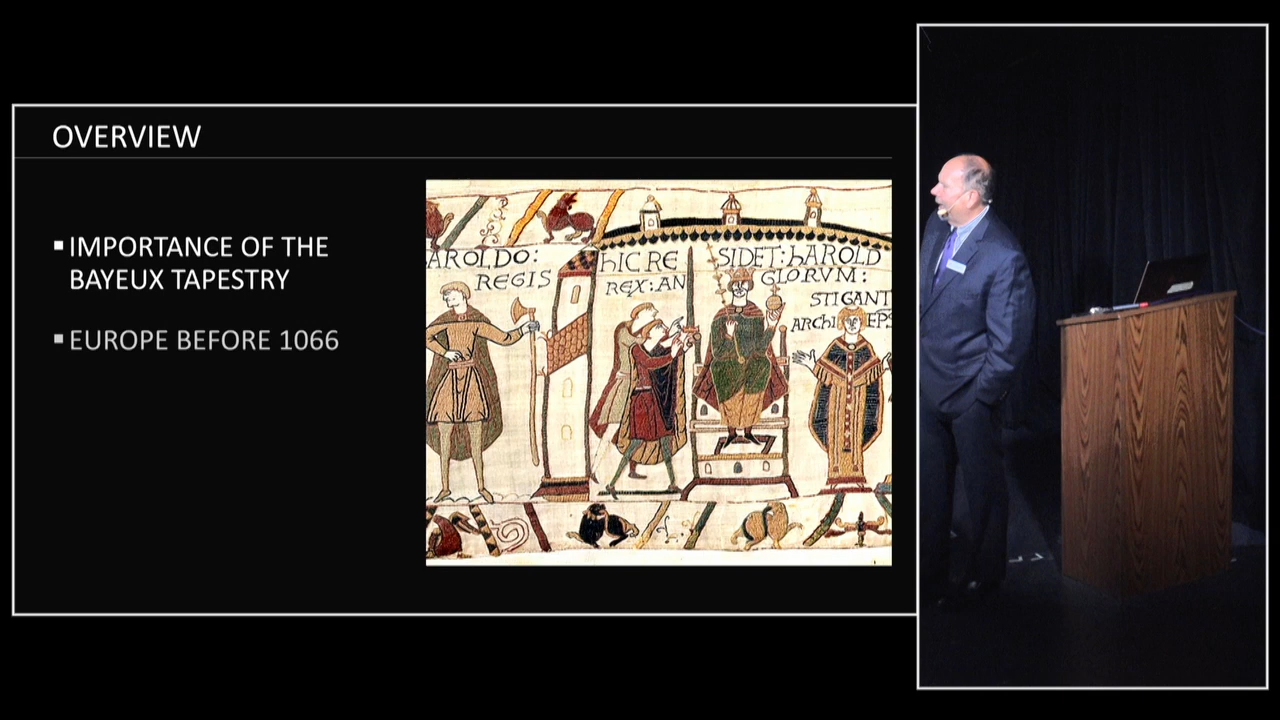 OVERVIEW
▪ IMPORTANCE OF THE
BAYEUX TAPESTRY
▪ EUROPE BEFORE 1066
AROLDO:
REGIS
hIC RE
REX:AN
SIDET:hAROLD
GLORVM:
STIGANT
ARChI EPS